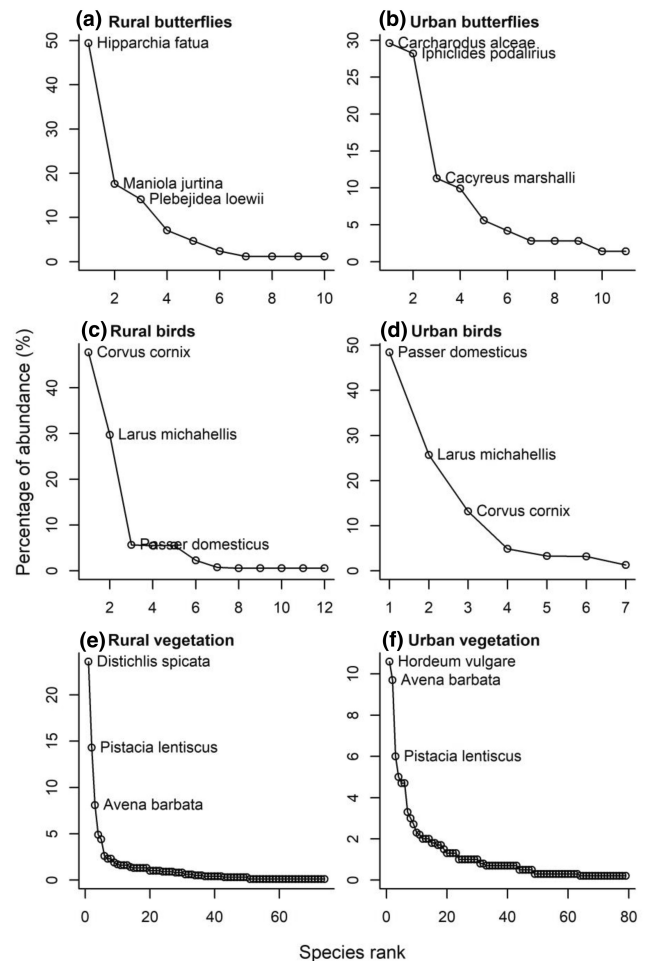 (a) Rural butterflies
50
40
30
20
10
0
Hipparchia fatua
Maniola jurtina
Plebejidea loewii
2 4 6 8 10
(b) Urban butterflies
30
25
20
15
10
5
0
Carcharodus alceae
Iphiclides podalirius
Cacyreus marshalli
2 4 6 8 10
Percentage of abundance (%)
(c) Rural birds
40
30
20
10
0
Corvus cornix
Larus michahellis
Passer domesticus
2 4 6 8 10 12
(d) Urban birds
50
40
30
20
10
0
Passer domesticus
Larus michahellis
Corvus cornix
1 2 3 4 5 6 7
(e) Rural vegetation
20
15
10
5
0
Distichlis spicata
Pistacia lentiscus
Avena barbata
0 20 40 60
(f) Urban vegetation
10
8
6
4
2
0
Hordeum vulgare
Avena barbata
Pistacia lentiscus
0 20 40 60 80
Species rank